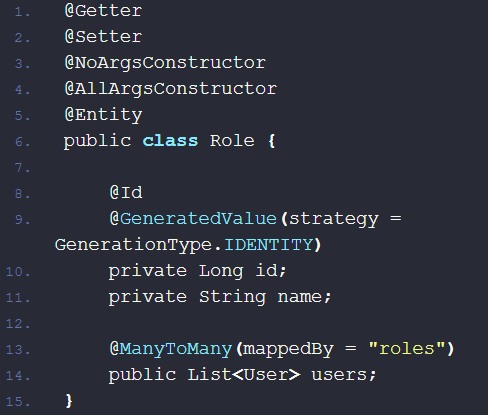 1. @Getter
2. @Setter
3. @NoArgsConstructor
4. @AllArgsConstructor
5. @Entity
6. public class Role {
7.
8. @Id
9. @GeneratedValue(strategy =
GenerationType.IDENTITY)
10. private Long id;
11. private String name;
12.
13. @ManyToMany(mappedBy = "roles")
14. public List<User> users;
15. }